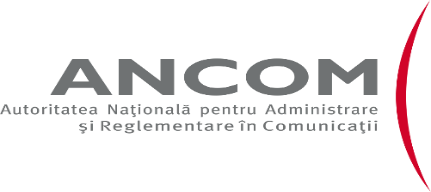 ANCOM
Autoritatea Naţională pentru Administrare
şi Reglementare în Comunicaţii